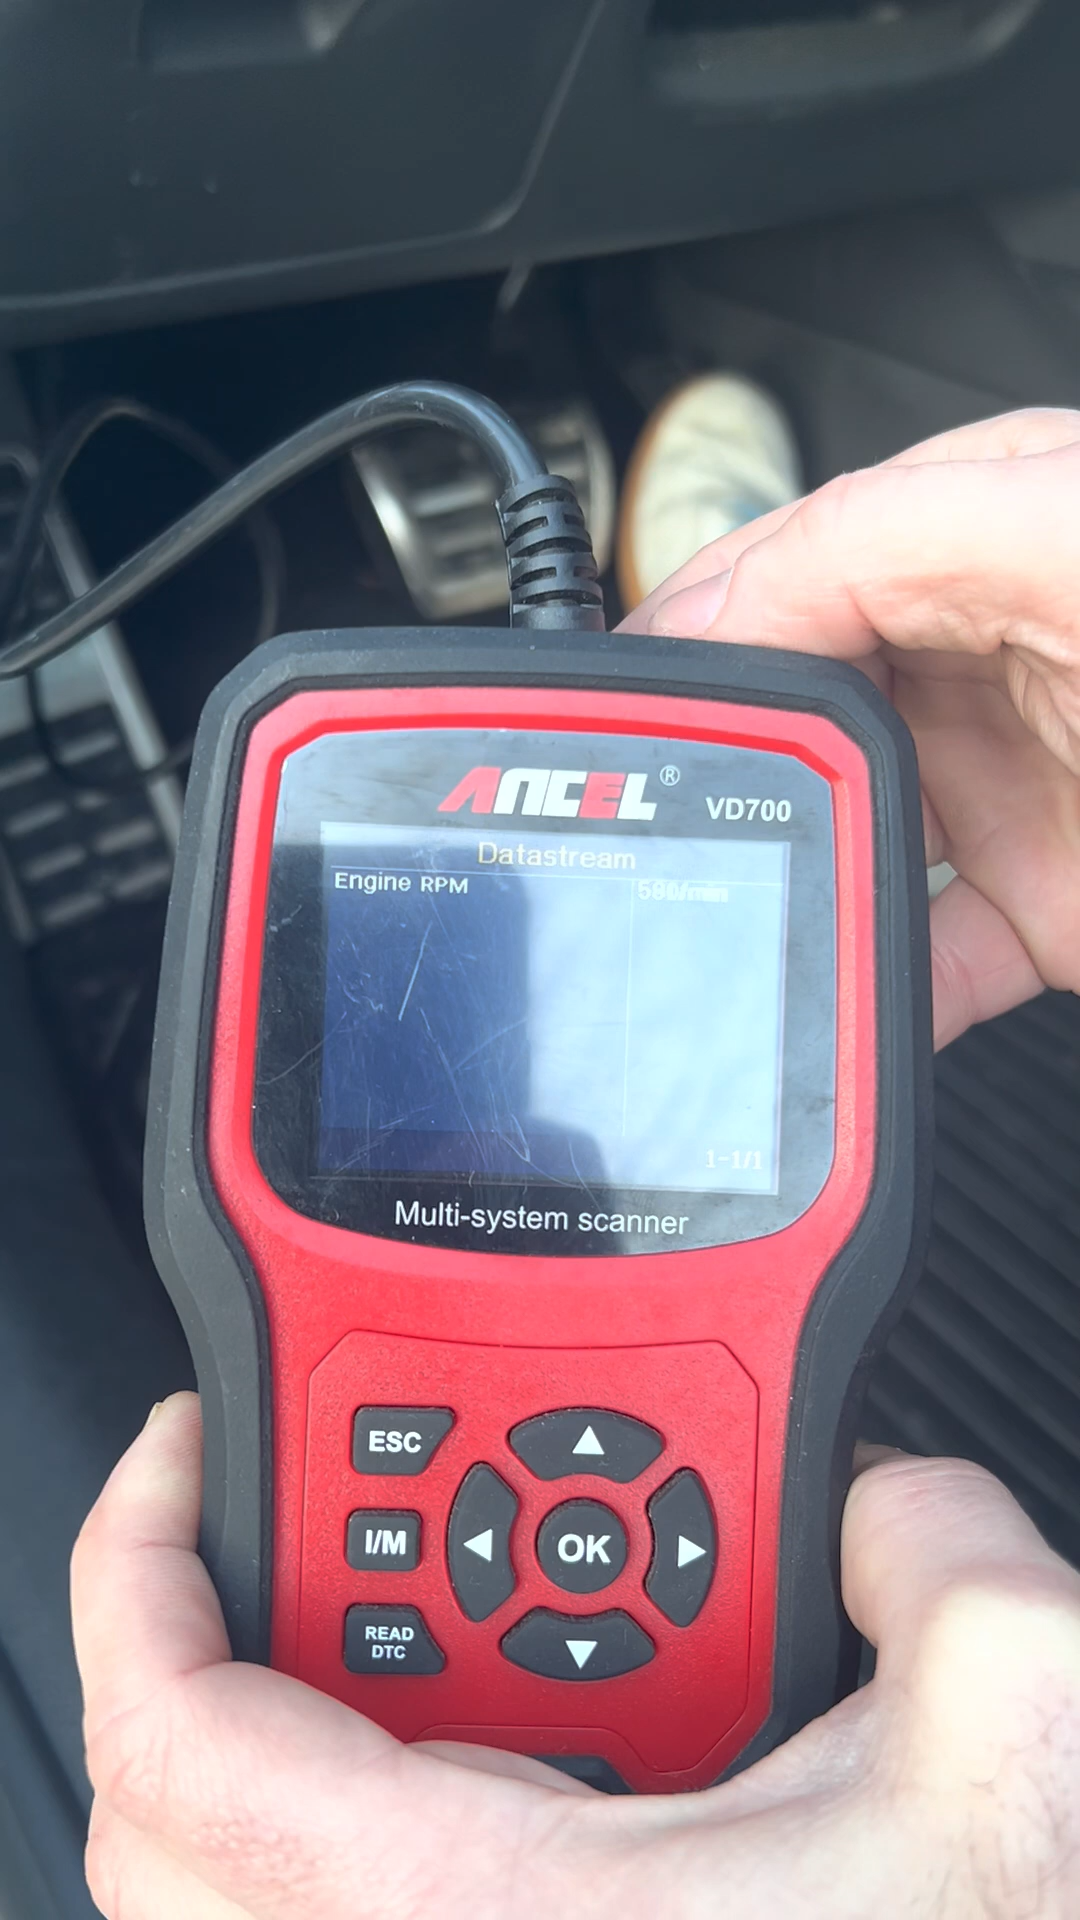 ANCEL®
VD700
Datastream
Engine RPM
1-1/1
Multi-system scanner
ESC
I/M
OK
READ
DTC